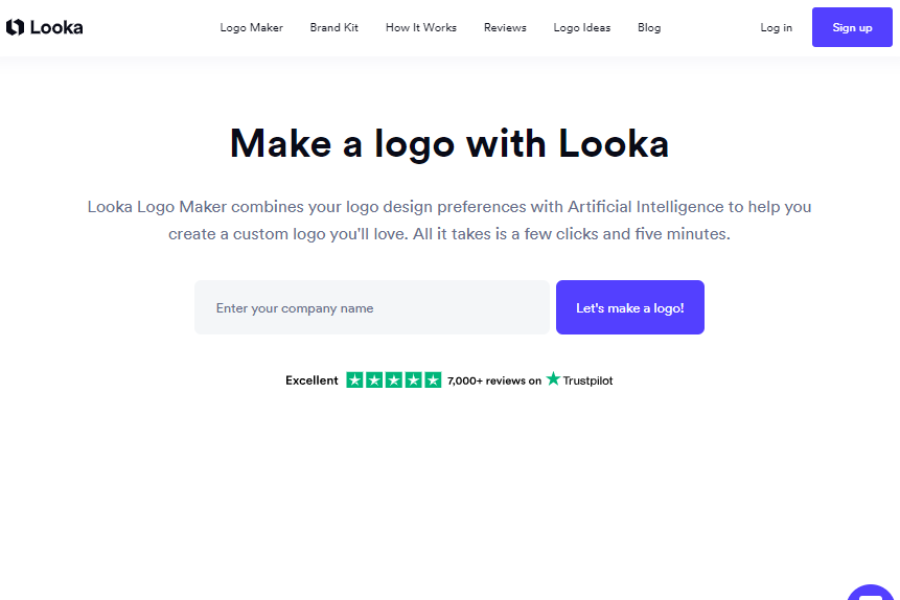 Looka
Logo Maker
Brand Kit
How It Works
Reviews
Logo Ideas
Blog
Log in
Sign up
Make a logo with Looka
Looka Logo Maker combines your logo design preferences with Artificial Intelligence to help you
create a custom logo you'll love. All it takes is a few clicks and five minutes.
Enter your company name
Let's make a logo!
Excellent 7,000+ reviews on Trustpilot